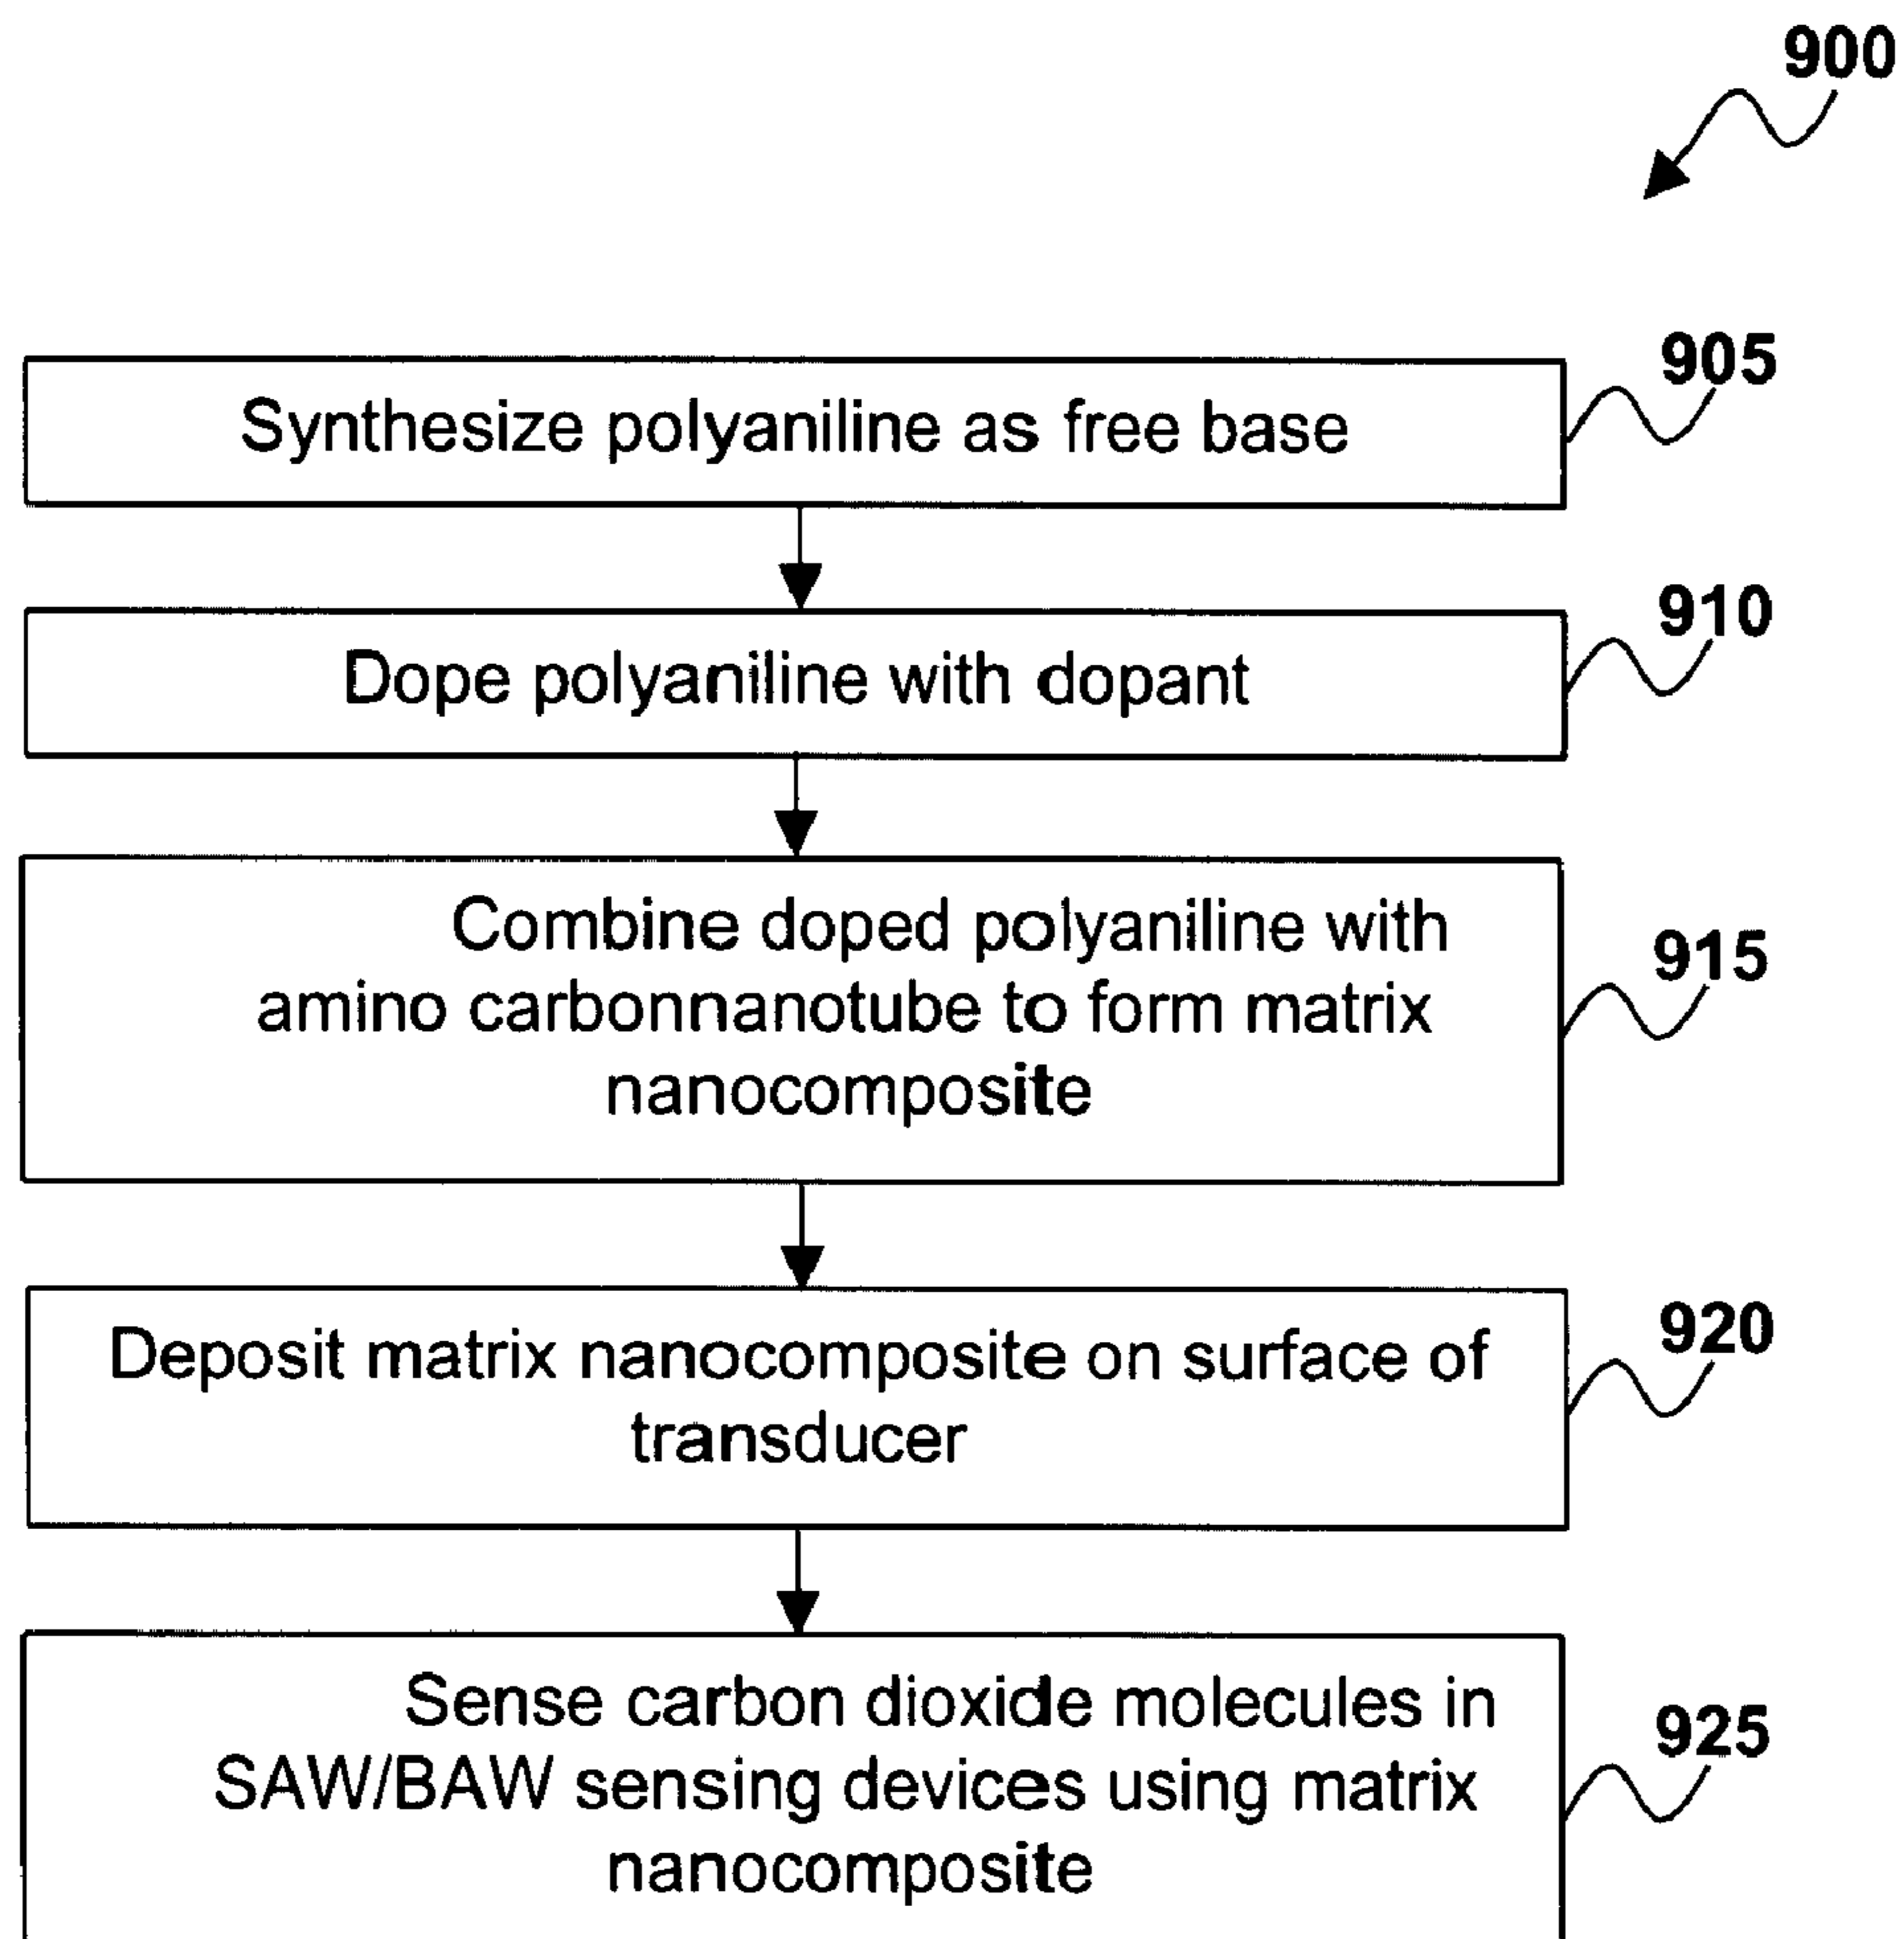 900
Synthesize polyaniline as free base
905
Dope polyaniline with dopant
910
Combine doped polyaniline with
amino carbonnanotube to form matrix
nanocomposite
915
Deposit matrix nanocomposite on surface of
transducer
920
Sense carbon dioxide molecules in
SAW/BAW sensing devices using matrix
nanocomposite
925